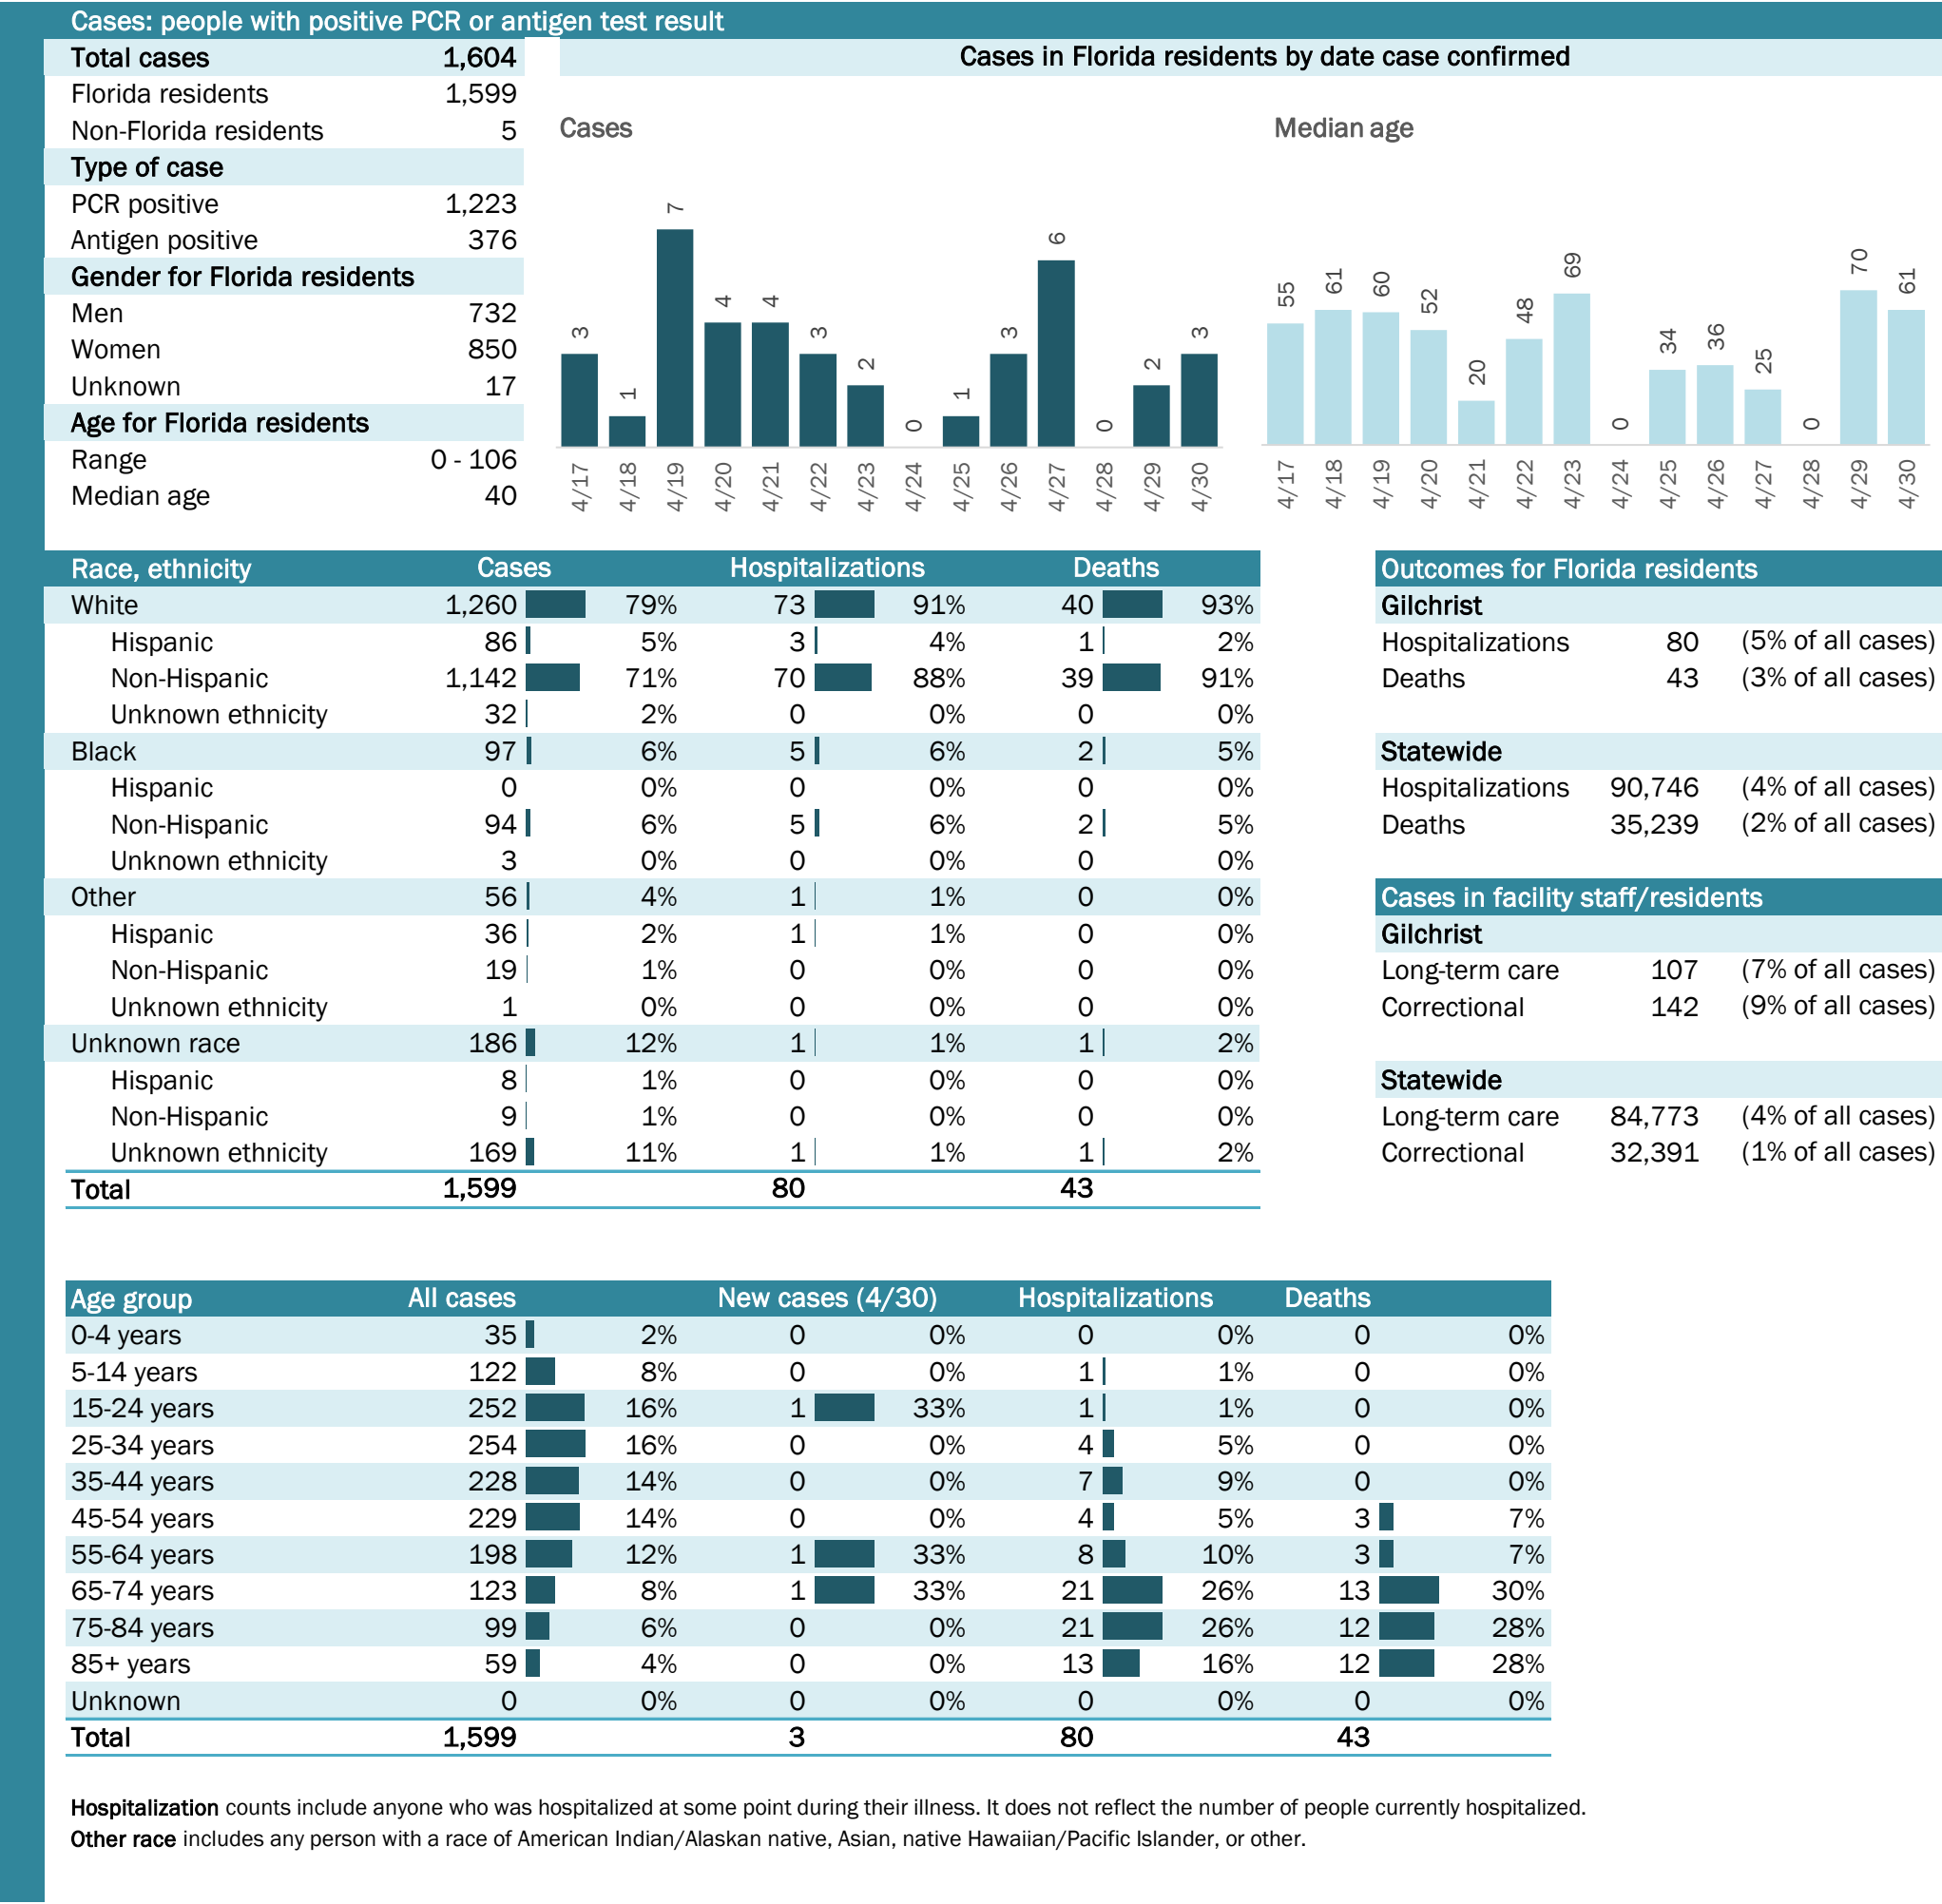 Cases: people with positive PCR or antigen test result
Total cases 1,604
Florida residents 1,599
Non-Florida residents 5
Type of case
PCR positive 1,223
Antigen positive 376
Gender for Florida residents
Men 732
Women 850
Unknown 17
Age for Florida residents
Range 0 - 106
Median age 40
Cases in Florida residents by date case confirmed
Cases
3 1 7 4 4 3 2 0 1 3 6 0 2 3
4/17 4/18 4/19 4/20 4/21 4/22 4/23 4/24 4/25 4/26 4/27 4/28 4/29 4/30
Median age
55 61 60 52 20 48 69 0 34 36 25 0 70 61
4/17 4/18 4/19 4/20 4/21 4/22 4/23 4/24 4/25 4/26 4/27 4/28 4/29 4/30
Race, ethnicity Cases Hospitalizations Deaths
White 1,260 79% 73 91% 40 93%
Hispanic 86 5% 3 4% 1 2%
Non-Hispanic 1,142 71% 70 88% 39 91%
Unknown ethnicity 32 2% 0 0% 0 0%
Black 97 6% 5 6% 2 5%
Hispanic 0 0% 0 0% 0 0%
Non-Hispanic 94 6% 5 6% 2 5%
Unknown ethnicity 3 0% 0 0% 0 0%
Other 56 4% 1 1% 0 0%
Hispanic 36 2% 1 1% 0 0%
Non-Hispanic 19 1% 0 0% 0 0%
Unknown ethnicity 1 0% 0 0% 0 0%
Unknown race 186 12% 1 1% 1 2%
Hispanic 8 1% 0 0% 0 0%
Non-Hispanic 9 1% 0 0% 0 0%
Unknown ethnicity 169 11% 1 1% 1 2%
Total 1,599 80 43
Outcomes for Florida residents
Gilchrist
Hospitalizations 80 (5% of all cases)
Deaths 43 (3% of all cases)
Statewide
Hospitalizations 90,746 (4% of all cases)
Deaths 35,239 (2% of all cases)
Cases in facility staff/residents
Gilchrist
Long-term care 107 (7% of all cases)
Correctional 142 (9% of all cases)
Statewide
Long-term care 84,773 (4% of all cases)
Correctional 32,391 (1% of all cases)
Age group All cases New cases (4/30) Hospitalizations Deaths
0-4 years 35 2% 0 0% 0 0% 0 0%
5-14 years 122 8% 0 0% 1 1% 0 0%
15-24 years 252 16% 1 33% 1 1% 0 0%
25-34 years 254 16% 0 0% 4 5% 0 0%
35-44 years 228 14% 0 0% 7 9% 0 0%
45-54 years 229 14% 0 0% 4 5% 3 7%
55-64 years 198 12% 1 33% 8 10% 3 7%
65-74 years 123 8% 1 33% 21 26% 13 30%
75-84 years 99 6% 0 0% 21 26% 12 28%
85+ years 59 4% 0 0% 13 16% 12 28%
Unknown 0 0% 0 0% 0 0% 0 0%
Total 1,599 3 80 43
Hospitalization counts include anyone who was hospitalized at some point during their illness. It does not reflect the number of people currently hospitalized.
Other race includes any person with a race of American Indian/Alaskan native, Asian, native Hawaiian/Pacific Islander, or other.